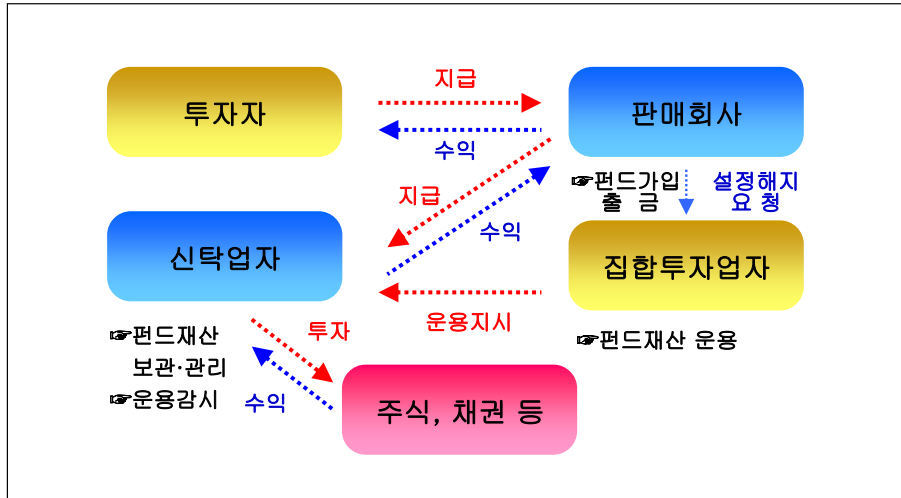 투자자
지급
수익
판매회사
☞펀드가입
출 금
설정해지
요 청
지급
수익
신탁업자
집합투자업자
운용지시
☞펀드재산
보관·관리
☞운용감시
투자
수익
☞펀드재산 운용
주식, 채권 등